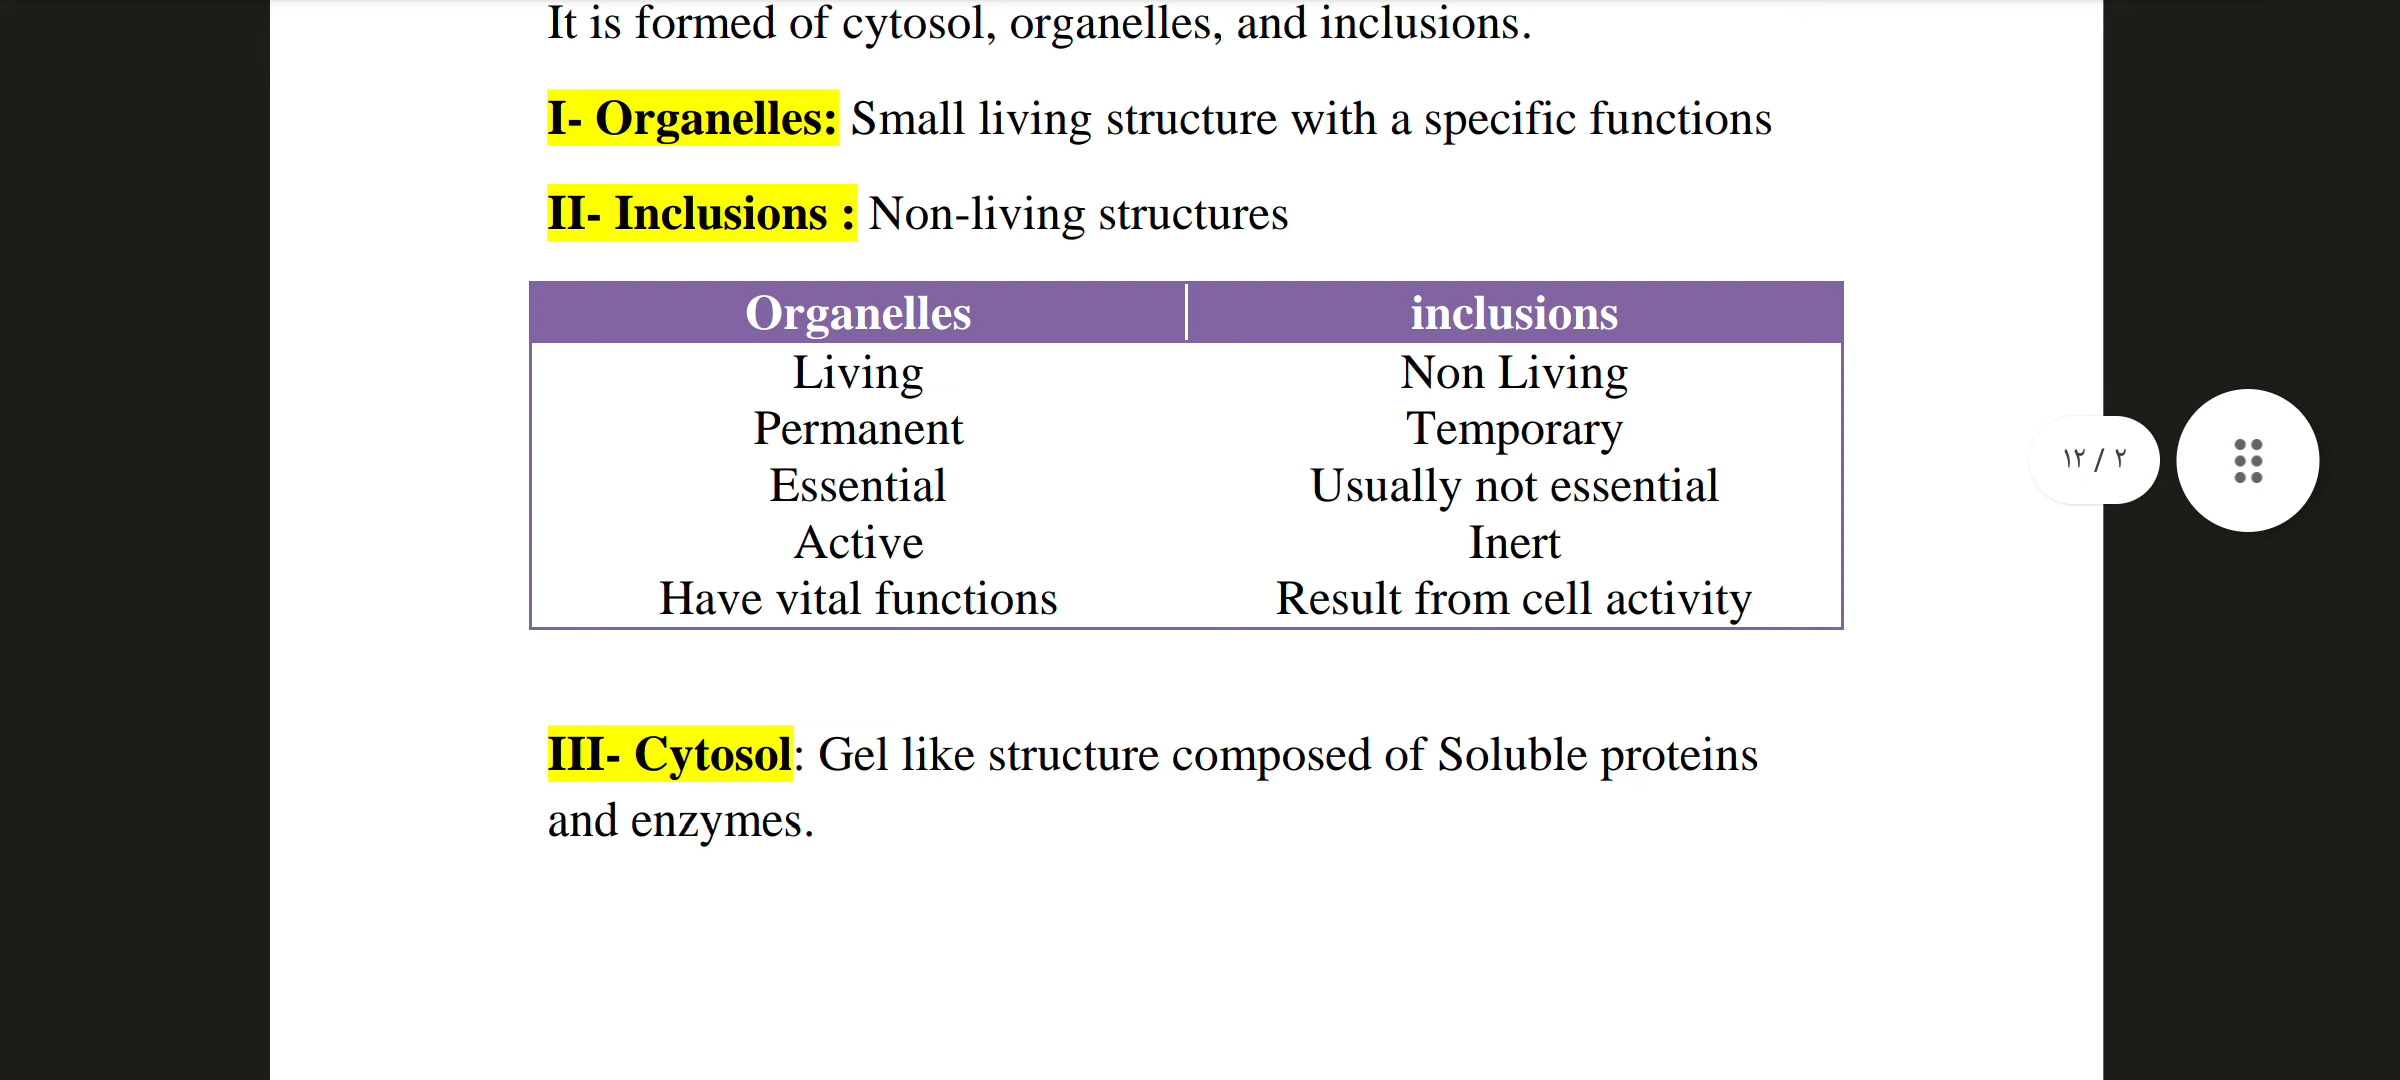 It is formed of cytosol, organelles, and inclusions.
I- Organelles: Small living structure with a specific functions
II- Inclusions : Non-living structures
Organelles inclusions
Living Non Living
Permanent Temporary
Essential Usually not essential
Active Inert
Have vital functions Result from cell activity
١٢ / ٢
III- Cytosol: Gel like structure composed of Soluble proteins
and enzymes.